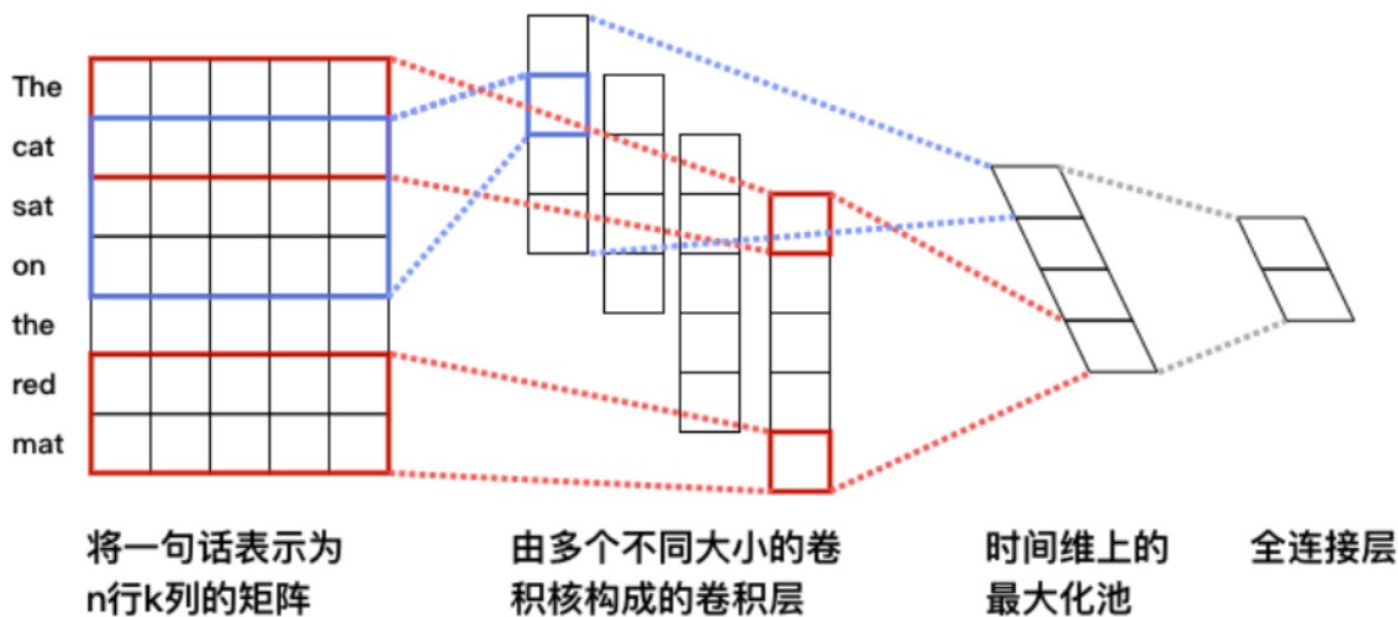 The
cat
sat
on
the
red
mat
将一句话表示为
n行k列的矩阵
由多个不同大小的卷
积核构成的卷积层
时间维上的
最大化池
全连接层